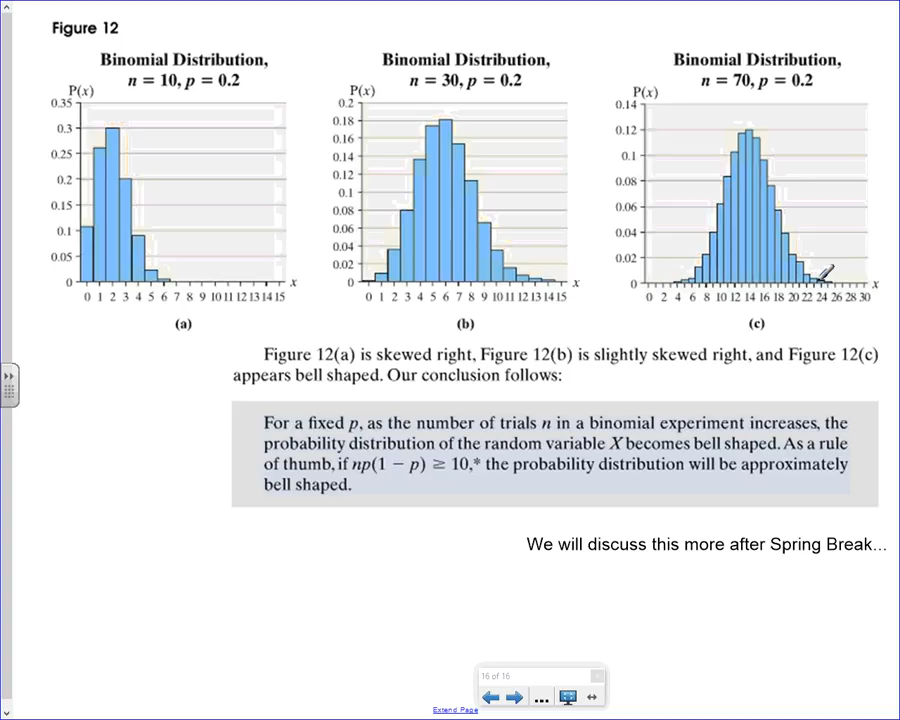 Figure 12
Binomial Distribution,
n = 10, p = 0.2
P(x)
0.35
0.3
0.25
0.2
0.15
0.1
0.05
0
0 1 2 3 4 5 6 7 8 9 10 11 12 13 14 15
x
(a)
Binomial Distribution,
n = 30, p = 0.2
P(x)
0.2
0.18
0.16
0.14
0.12
0.1
0.08
0.06
0.04
0.02
0
0 1 2 3 4 5 6 7 8 9 10 11 12 13 14 15
x
(b)
Binomial Distribution,
n = 70, p = 0.2
P(x)
0.14
0.12
0.1
0.08
0.06
0.04
0.02
0
0 2 4 6 8 10 12 14 16 18 20 22 24 26 28 30
x
(c)
Figure 12(a) is skewed right, Figure 12(b) is slightly skewed right, and Figure 12(c)
appears bell shaped. Our conclusion follows:
For a fixed p, as the number of trials n in a binomial experiment increases, the
probability distribution of the random variable X becomes bell shaped. As a rule
of thumb, if np(1 − p) ≥ 10,* the probability distribution will be approximately
bell shaped.
We will discuss this more after Spring Break...
16 of 16
Extend Page